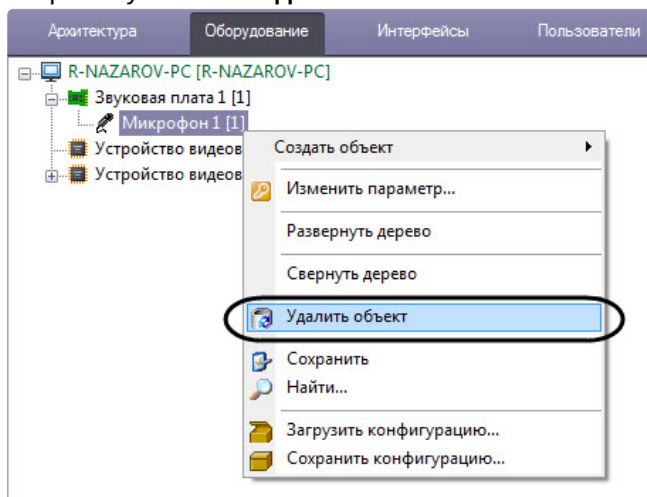 Архитектура Оборудование Интерфейсы Пользователи
R-NAZAROV-PC [R-NAZAROV-PC]
Звуковая плата 1 [1]
Микрофон 1 [1]
Устройство видеов
Устройство видеов
Создать объект
Изменить параметр...
Развернуть дерево
Свернуть дерево
Удалить объект
Сохранить
Найти...
Загрузить конфигурацию...
Сохранить конфигурацию...